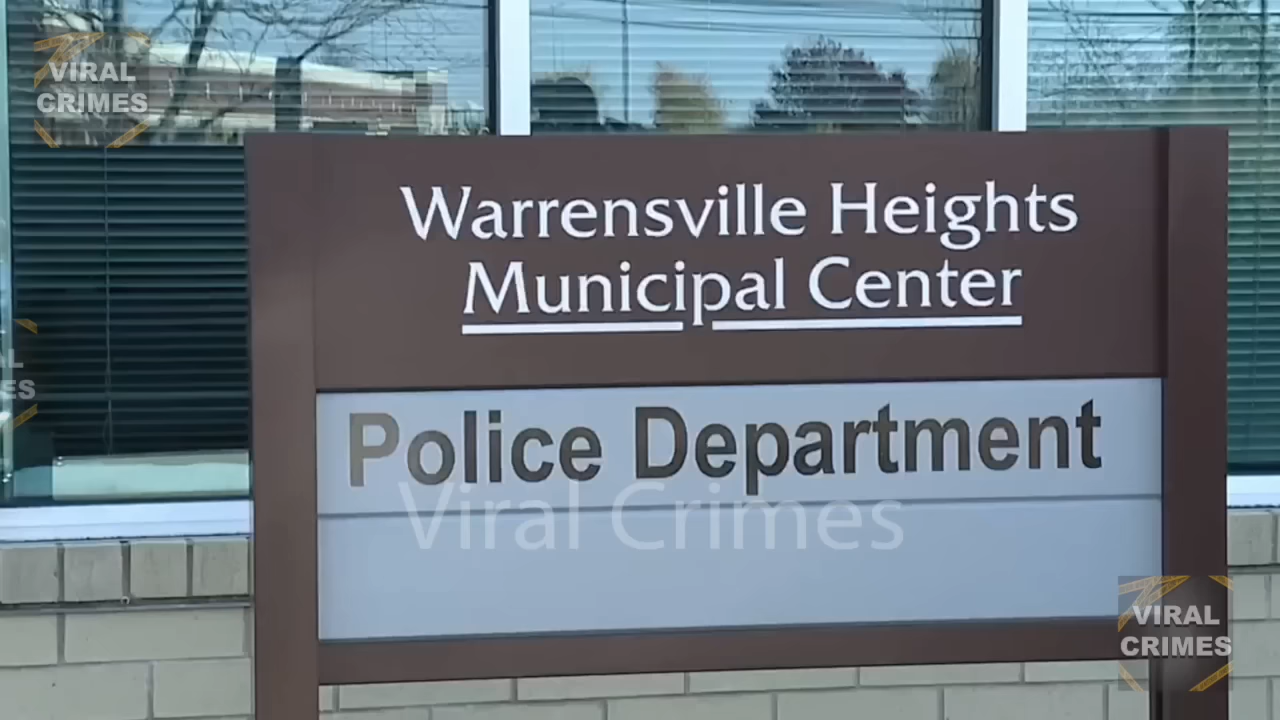 VIRAL
CRIMES
Warrensville Heights
Municipal Center
Police Department
Viral Crimes
VIRAL
CRIMES